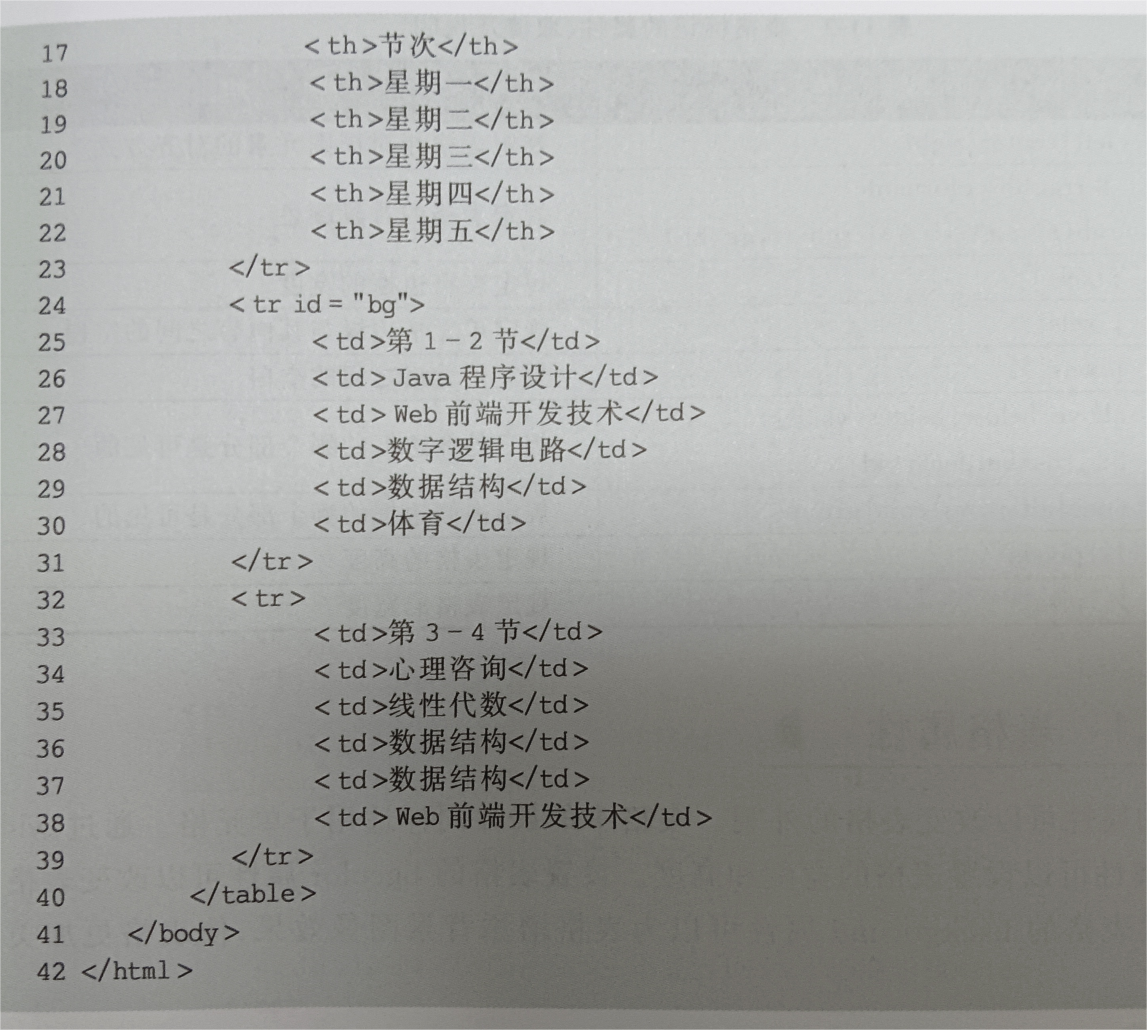 17 <th>节次</th>
18 <th>星期一</th>
19 <th>星期二</th>
20 <th>星期三</th>
21 <th>星期四</th>
22 <th>星期五</th>
23 </tr>
24 <tr id="bg">
25 <td>第 1-2 节</td>
26 <td>Java 程序设计</td>
27 <td>Web 前端开发技术</td>
28 <td>数字逻辑电路</td>
29 <td>数据结构</td>
30 <td>体育</td>
31 </tr>
32 <tr>
33 <td>第 3-4 节</td>
34 <td>心理咨询</td>
35 <td>线性代数</td>
36 <td>数据结构</td>
37 <td>数据结构</td>
38 <td>Web 前端开发技术</td>
39 </tr>
40 </table>
41 </body>
42 </html>